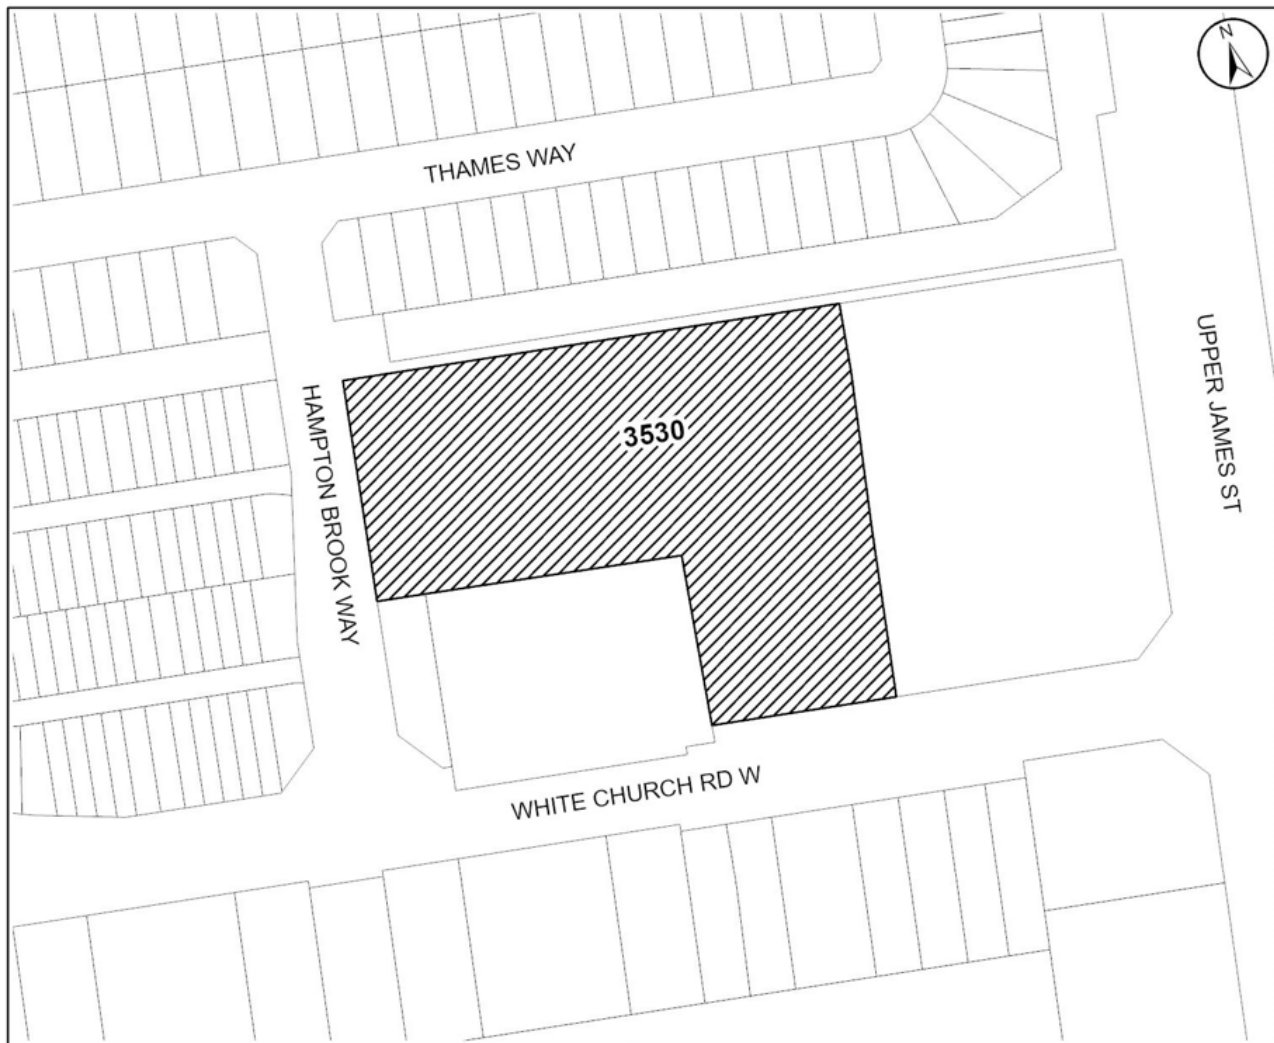 N
THAMES WAY
UPPER JAMES ST
HAMPTON BROOK WAY
3530
WHITE CHURCH RD W